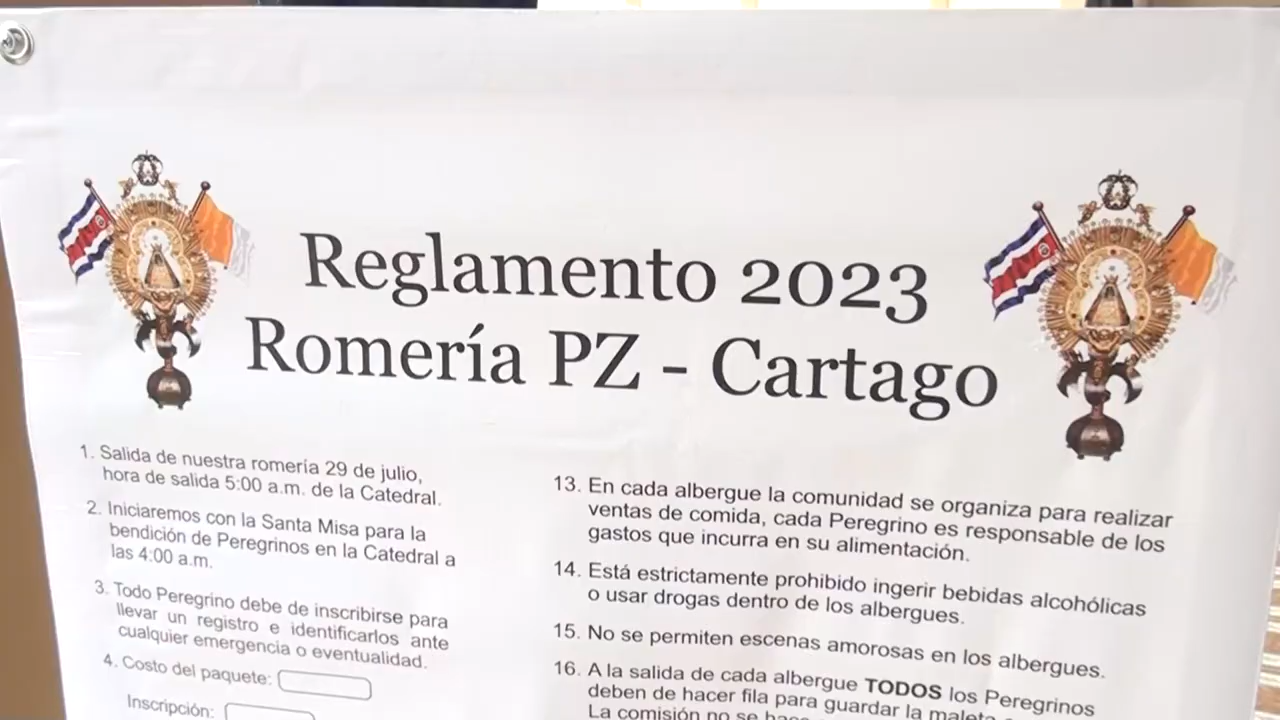 Reglamento 2023
Romería PZ - Cartago
1. Salida de nuestra romería 29 de julio,
hora de salida 5:00 a.m. de la Catedral.
2. Iniciaremos con la Santa Misa para la
bendición de Peregrinos en la Catedral a
las 4:00 a.m.
3. Todo Peregrino debe de inscribirse para
llevar un registro e identificarlos ante
cualquier emergencia o eventualidad.
4. Costo del paquete:
Inscripción:
13. En cada albergue la comunidad se organiza para realizar
ventas de comida, cada Peregrino es responsable de los
gastos que incurra en su alimentación.
14. Está estrictamente prohibido ingerir bebidas alcohólicas
o usar drogas dentro de los albergues.
15. No se permiten escenas amorosas en los albergues.
16. A la salida de cada albergue TODOS los Peregrinos
deben de hacer fila para guardar la maleta
La comisión no se